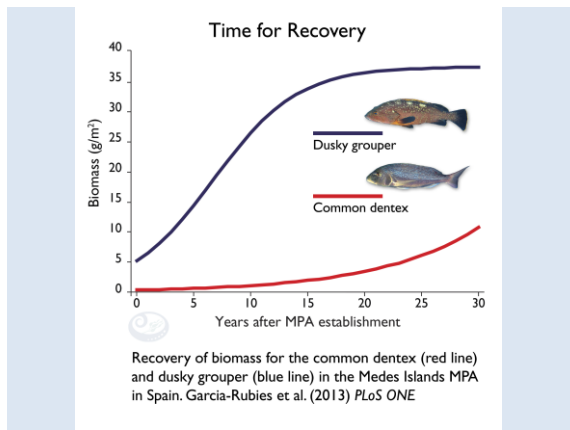 Time for Recovery
40
35
30
25
20
15
10
5
0
Biomass (g/m²)
Dusky grouper
Common dentex
0 5 10 15 20 25 30
Years after MPA establishment
Recovery of biomass for the common dentex (red line)
and dusky grouper (blue line) in the Medes Islands MPA
in Spain. Garcia-Rubies et al. (2013) PLoS ONE